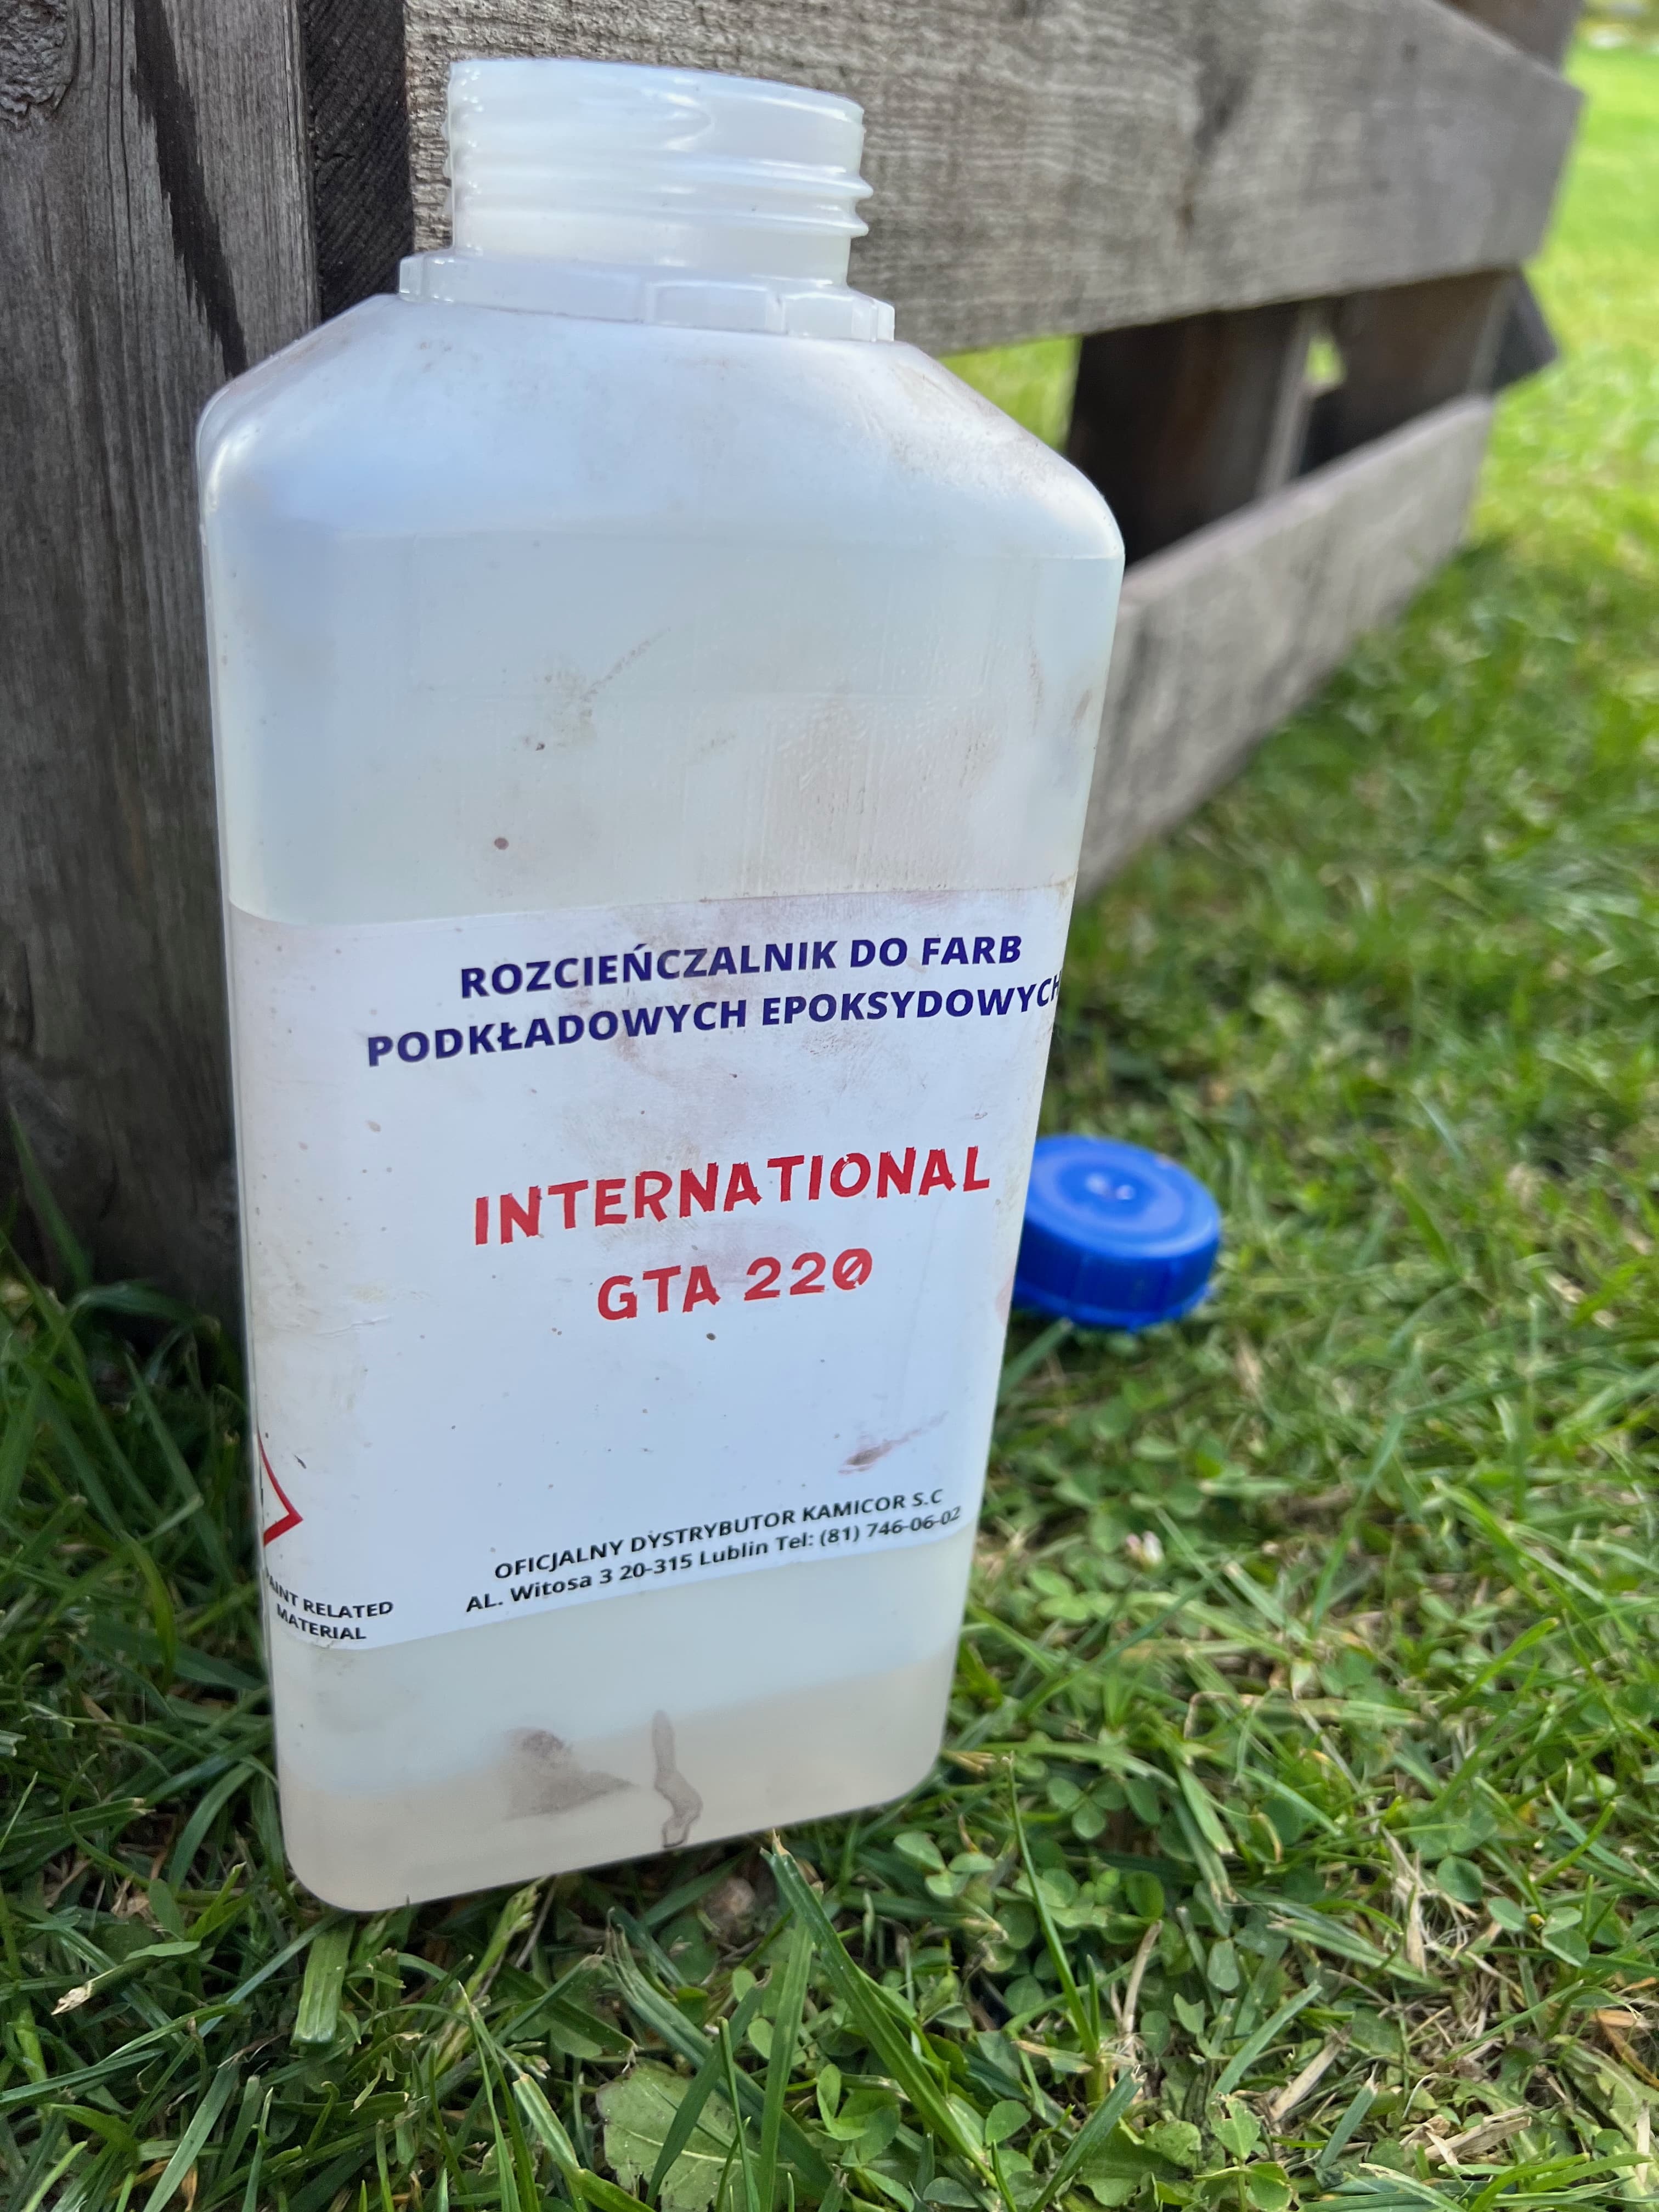 ROZCIEŃCZALNIK DO FARB
PODKŁADOWYCH EPOKSYDOWYCH
INTERNATIONAL
GTA 220
OFICJALNY DYSTRYBUTOR KAMICOR S.C
AL. Witosa 3 20-315 Lublin Tel: (81) 746-06-02
PAINT RELATED
MATERIAL